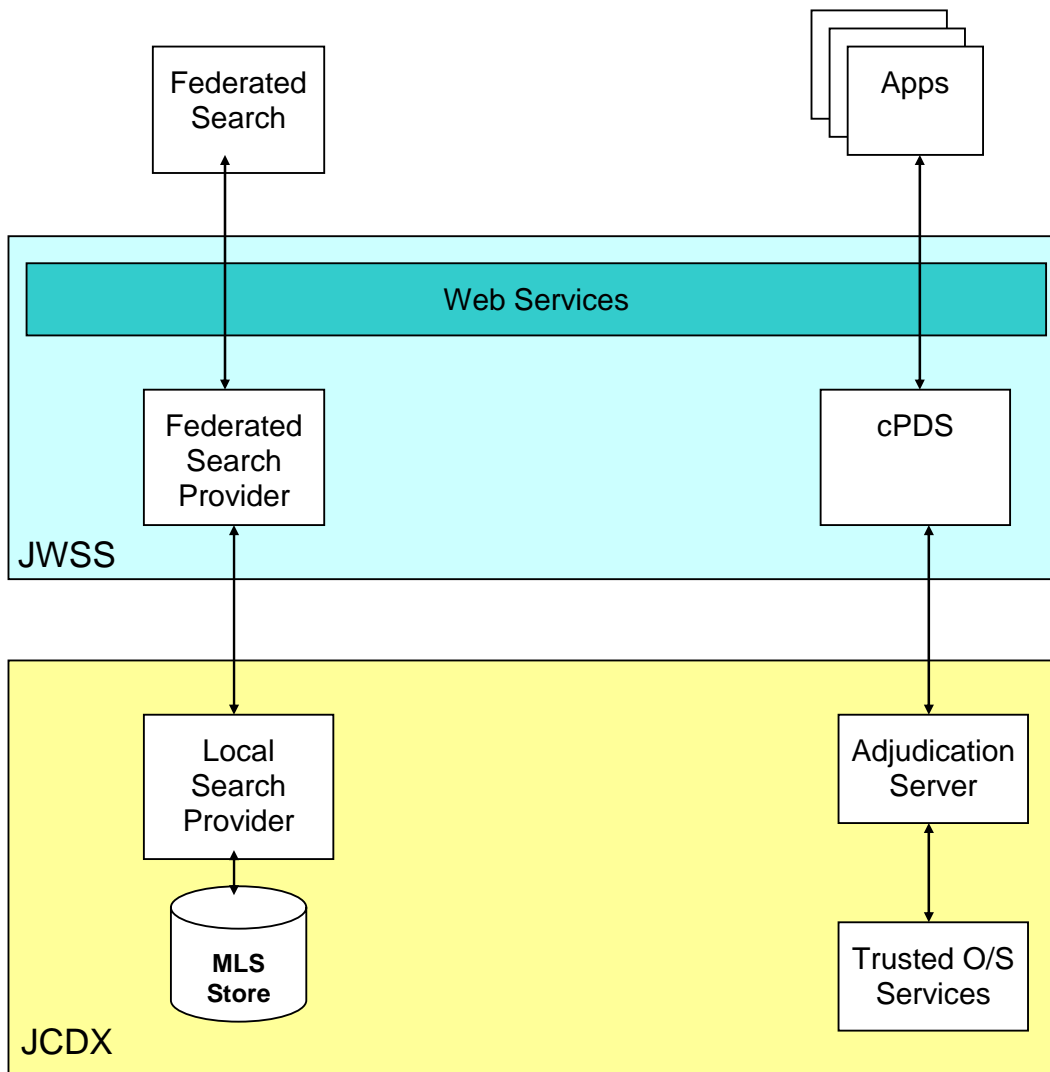 Federated
Search
Apps
Web Services
Federated
Search
Provider
cPDS
JWSS
Local
Search
Provider
Adjudication
Server
MLS
Store
Trusted O/S
Services
JCDX